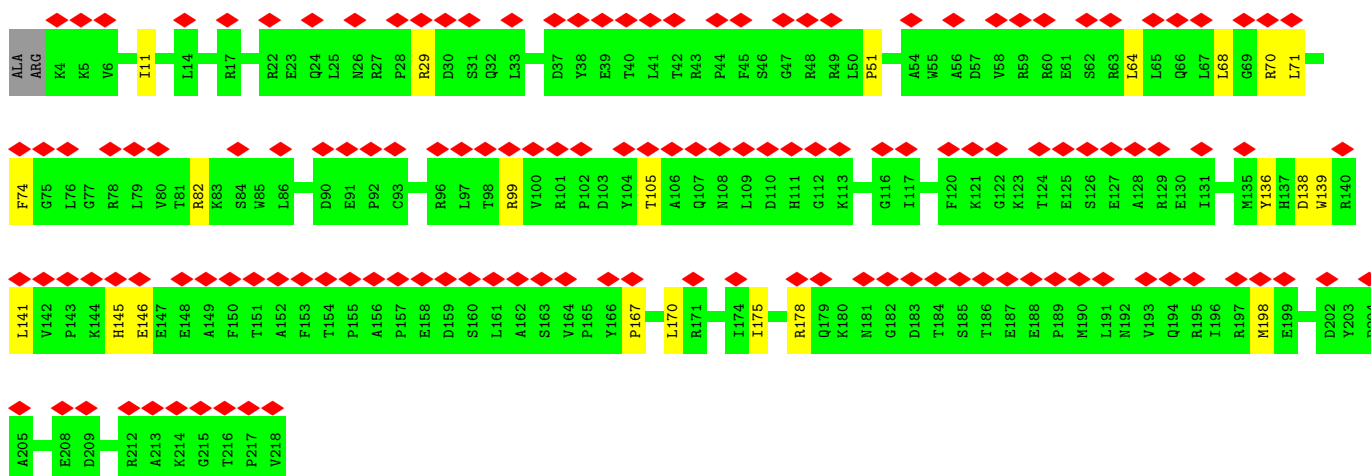 ALA ARG K4 K5 V6 I11 L14 R17 R22 E23 Q24 L25 N26 R27 P28 R29 D30 S31 Q32 L33 D37 Y38 E39 T40 L41 T42 R43 P44 F45 S46 G47 R48 R49 L50 P51 A54 W55 A56 D57 V58 R59 R60 E61 S62 R63 L64 L65 Q66 L67 L68 G69 R70 L71
F74 G75 L76 G77 R78 L79 V80 T81 R82 K83 S84 W85 L86 D90 E91 P92 C93 R96 L97 T98 R99 V100 R101 P102 D103 Y104 T105 A106 Q107 N108 L109 D110 H111 G112 K113 G116 I117 F120 K121 G122 K123 T124 E125 S126 E127 A128 R129 E130 I131 M135 Y136 H137 D138 W139 R140
L141 V142 P143 K144 H145 E146 E147 E148 A149 F150 T151 A152 F153 T154 P155 A156 P157 E158 D159 S160 L161 A162 S163 V164 P165 Y166 P167 L170 R171 I174 I175 R178 Q179 K180 N181 G182 D183 T184 S185 T186 E187 E188 P189 M190 L191 N192 V193 Q194 R195 I196 R197 M198 E199 D202 Y203
A205 E208 D209 R212 A213 K214 G215 T216 P217 V218